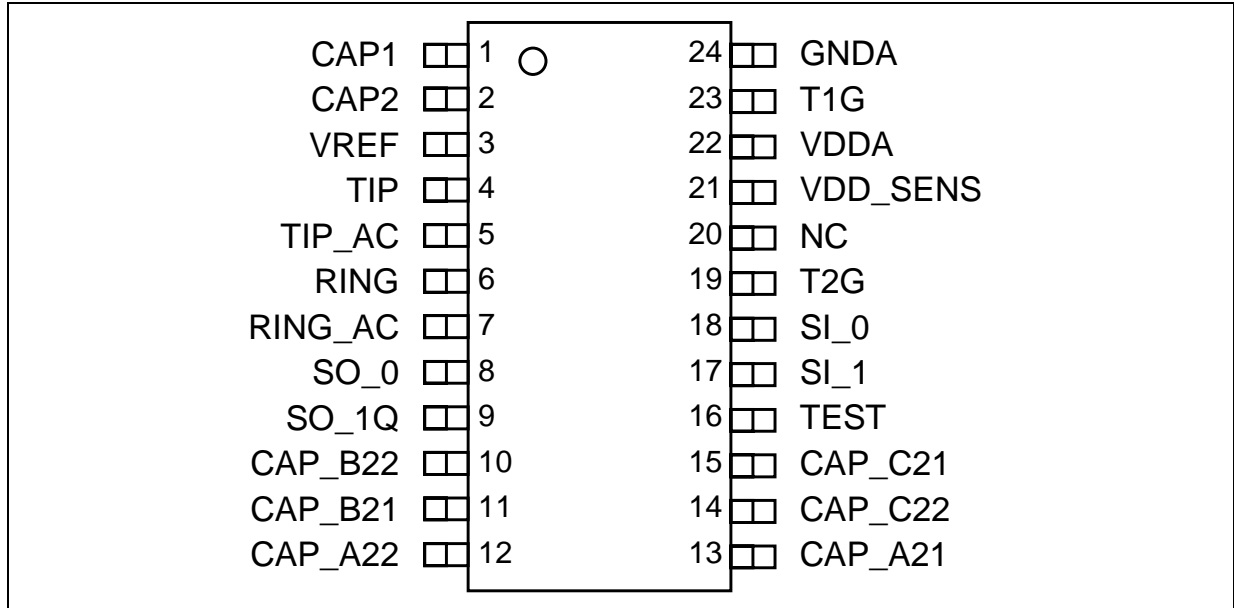 CAP1 1 24 GNDA
CAP2 2 23 T1G
VREF 3 22 VDDA
TIP 4 21 VDD_SENS
TIP_AC 5 20 NC
RING 6 19 T2G
RING_AC 7 18 SI_0
SO_0 8 17 SI_1
SO_1Q 9 16 TEST
CAP_B22 10 15 CAP_C21
CAP_B21 11 14 CAP_C22
CAP_A22 12 13 CAP_A21